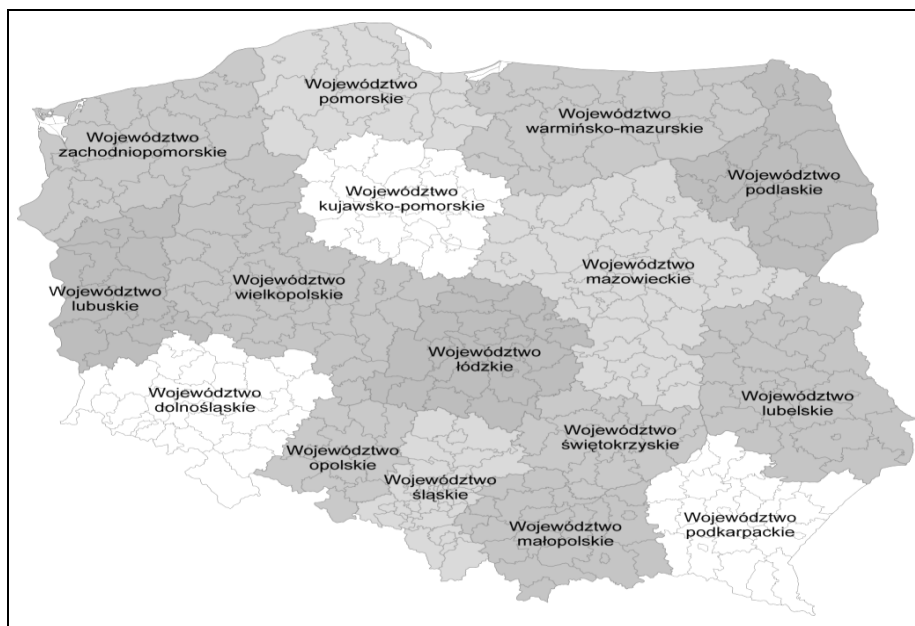 Województwo
pomorskie
Województwo
warmińsko-mazurskie
Województwo
zachodniopomorskie
Województwo
podlaskie
Województwo
kujawsko-pomorskie
Województwo
mazowieckie
Województwo
wielkopolskie
Województwo
lubuskie
Województwo
łódzkie
Województwo
dolnośląskie
Województwo
lubelskie
Województwo
świętokrzyskie
Województwo
opolskie
Województwo
śląskie
Województwo
podkarpackie
Województwo
małopolskie